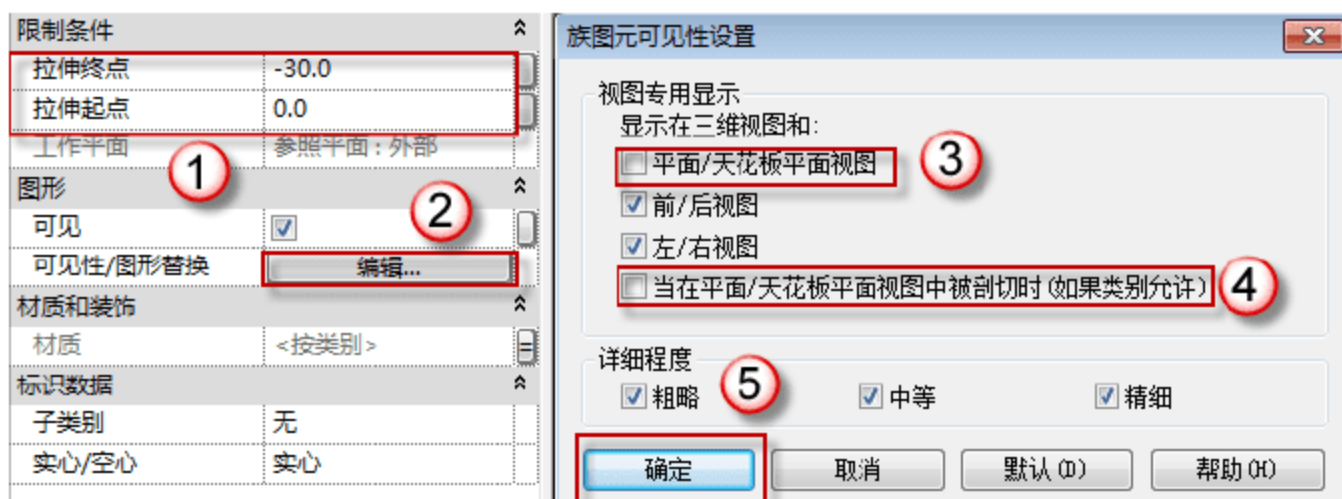 限制条件
拉伸终点 -30.0
拉伸起点 0.0
工作平面 参照平面 : 外部
1
图形
2
可见
可见性/图形替换 编辑...
材质和装饰
材质 <按类别> =
标识数据
子类别 无
实心/空心 实心
族图元可见性设置
视图专用显示
显示在三维视图和:
平面/天花板平面视图 3
前/后视图
左/右视图
当在平面/天花板平面视图中被剖切时(如果类别允许) 4
详细程度
粗略 5 中等 精细
确定 取消 默认(D) 帮助(H)